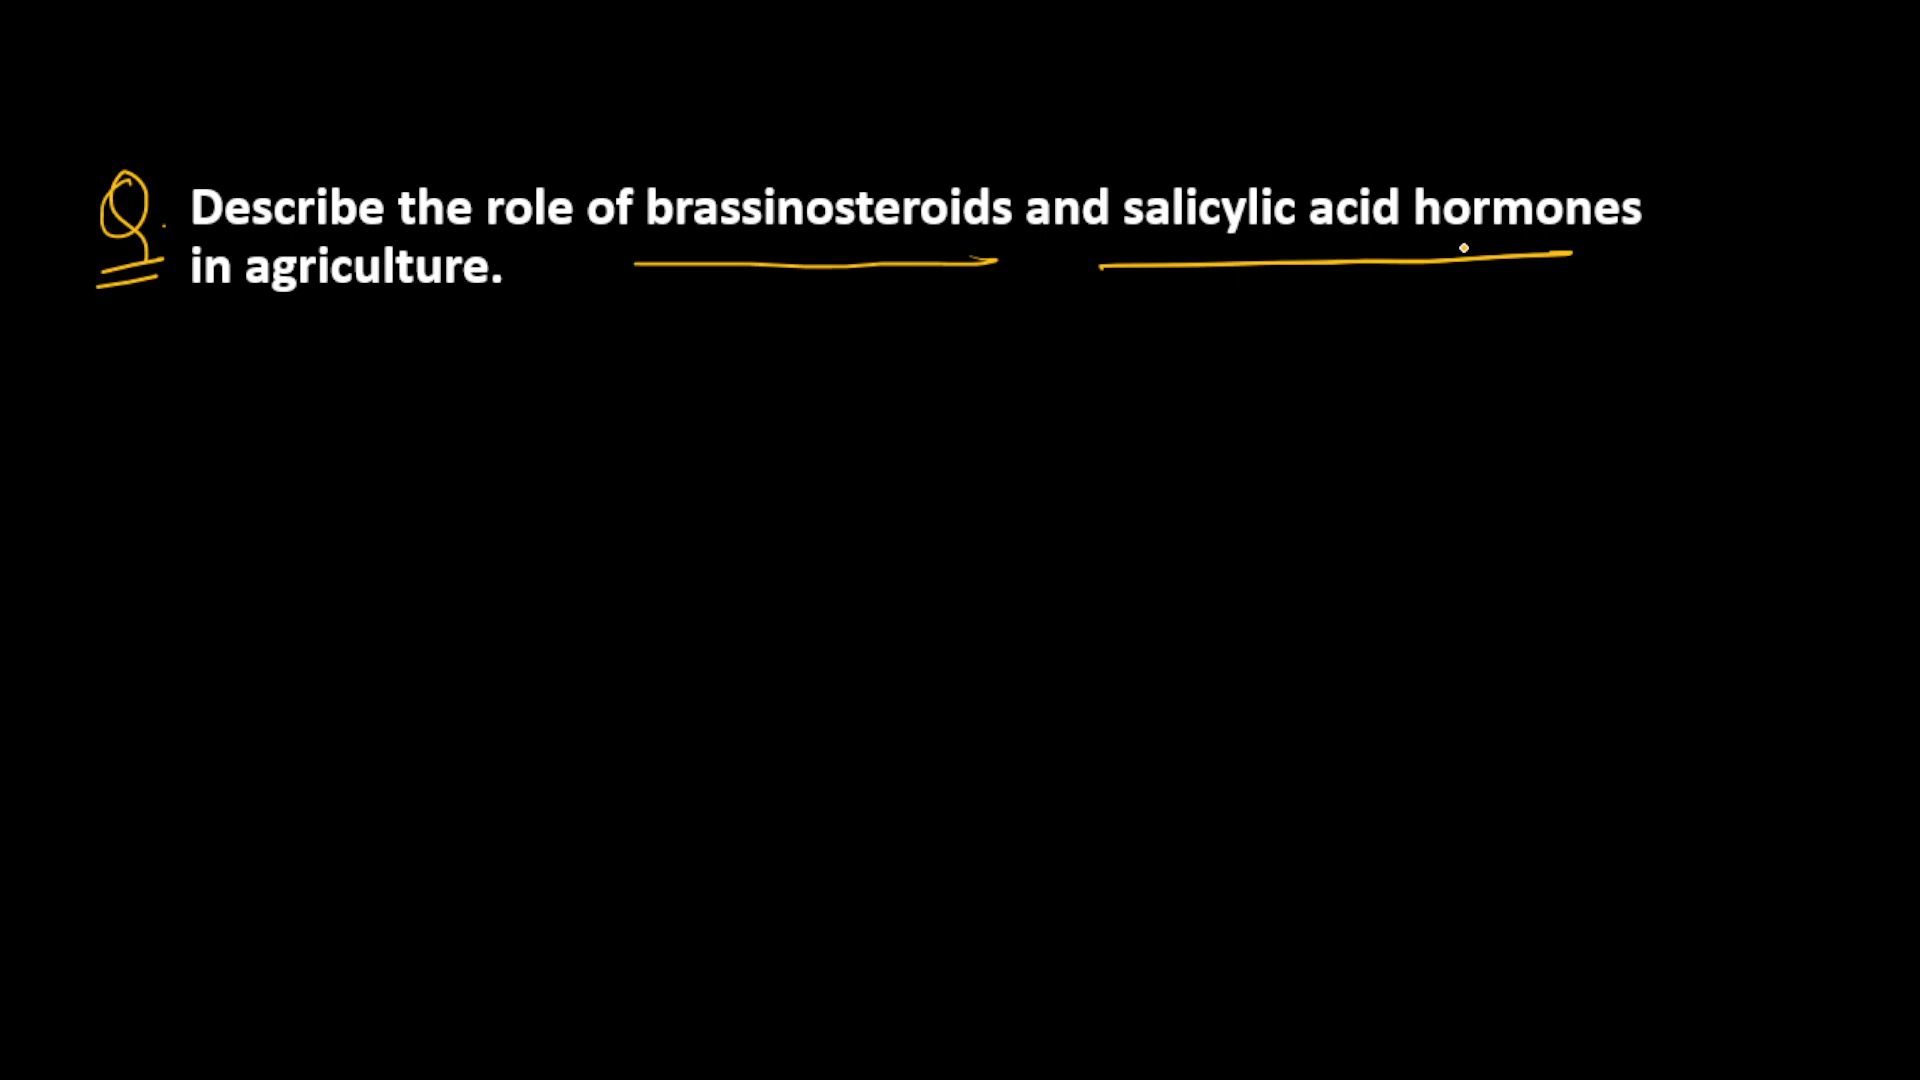 Q. Describe the role of brassinosteroids and salicylic acid hormones
in agriculture.